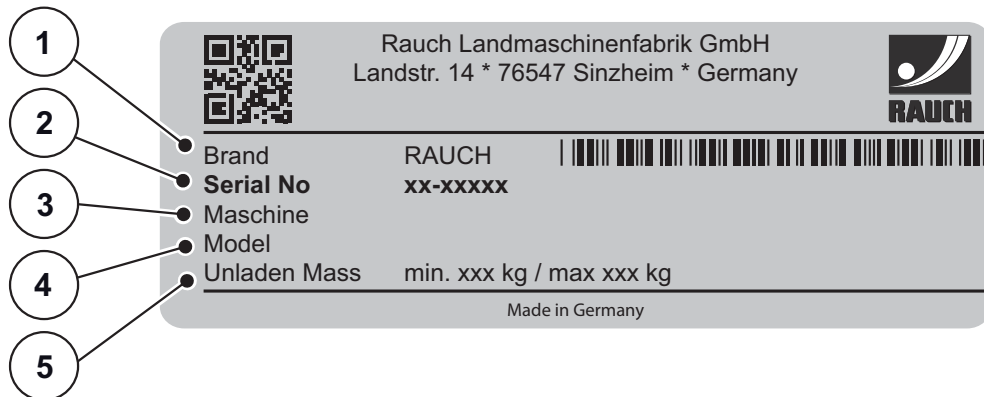 Rauch Landmaschinenfabrik GmbH
Landstr. 14 * 76547 Sinzheim * Germany
RAUCH
1 Brand RAUCH
2 Serial No xx-xxxxx
3 Maschine
4 Model
5 Unladen Mass min. xxx kg / max xxx kg
Made in Germany